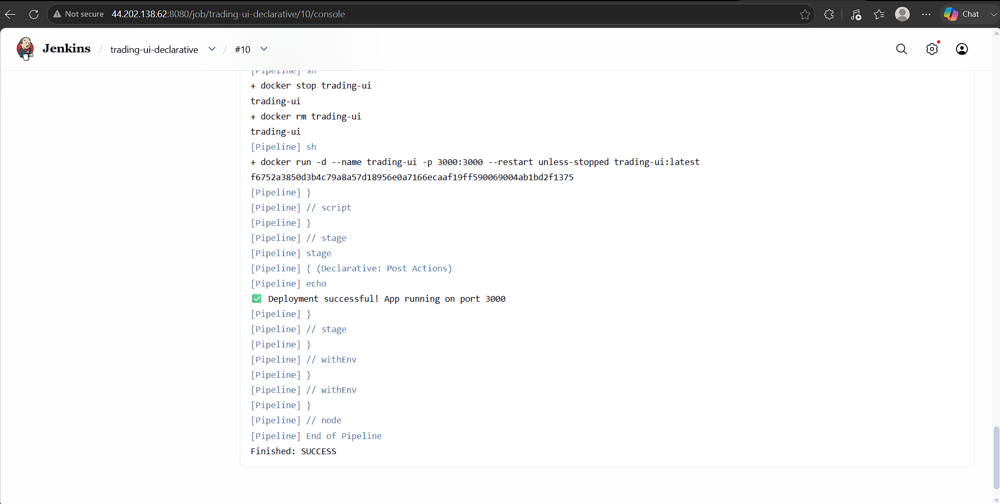 Not secure 44.202.138.62:8080/job/trading-ui-declarative/10/console Chat
Jenkins / trading-ui-declarative / #10
[Pipeline] sh
+ docker stop trading-ui
trading-ui
+ docker rm trading-ui
trading-ui
[Pipeline] sh
+ docker run -d --name trading-ui -p 3000:3000 --restart unless-stopped trading-ui:latest
f6752a3850d3b4c79a8a57d18956e0a7166ecaaf19ff590069004ab1bd2f1375
[Pipeline] }
[Pipeline] // script
[Pipeline] }
[Pipeline] // stage
[Pipeline] stage
[Pipeline] { (Declarative: Post Actions)
[Pipeline] echo
✅ Deployment successful! App running on port 3000
[Pipeline] }
[Pipeline] // stage
[Pipeline] }
[Pipeline] // withEnv
[Pipeline] }
[Pipeline] // withEnv
[Pipeline] }
[Pipeline] // node
[Pipeline] End of Pipeline
Finished: SUCCESS